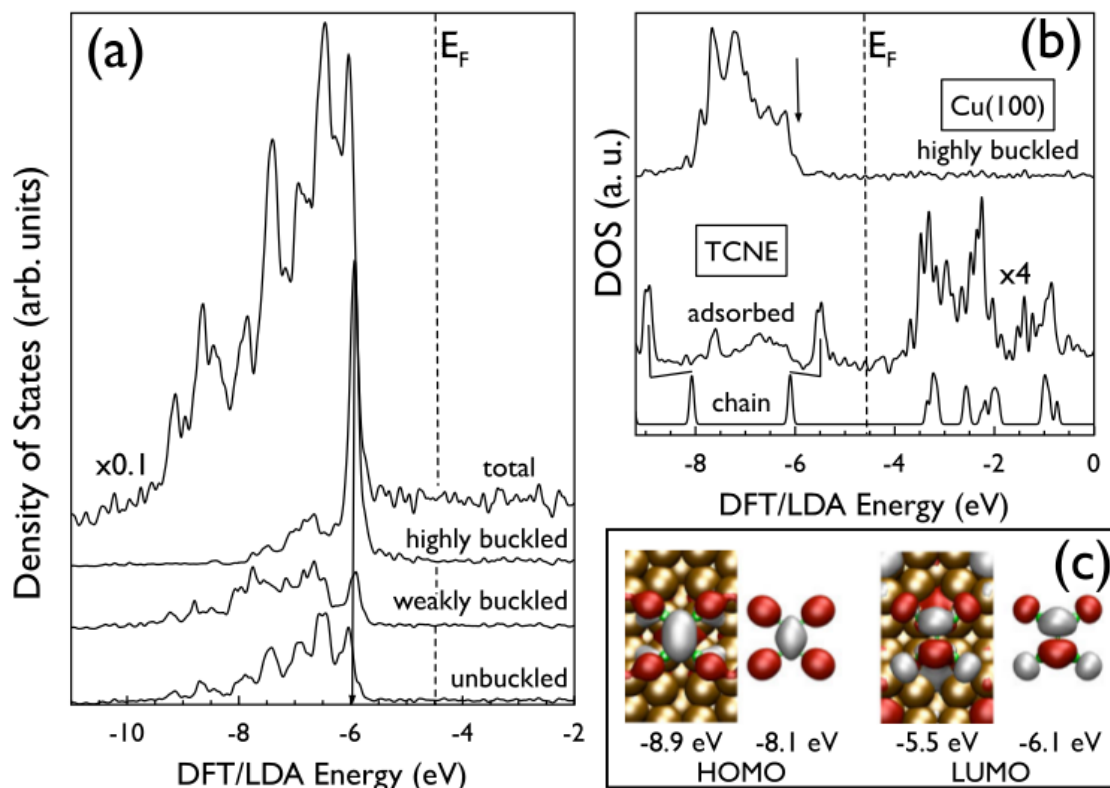 (a)
E_F
x0.1
total
highly buckled
weakly buckled
unbuckled
-10 -8 -6 -4 -2
DFT/LDA Energy (eV)
Density of States (arb. units)
(b)
E_F
Cu(100)
highly buckled
TCNE
x4
adsorbed
chain
-8 -6 -4 -2 0
DFT/LDA Energy (eV)
DOS (a. u.)
(c)
-8.9 eV -8.1 eV -5.5 eV -6.1 eV
HOMO LUMO